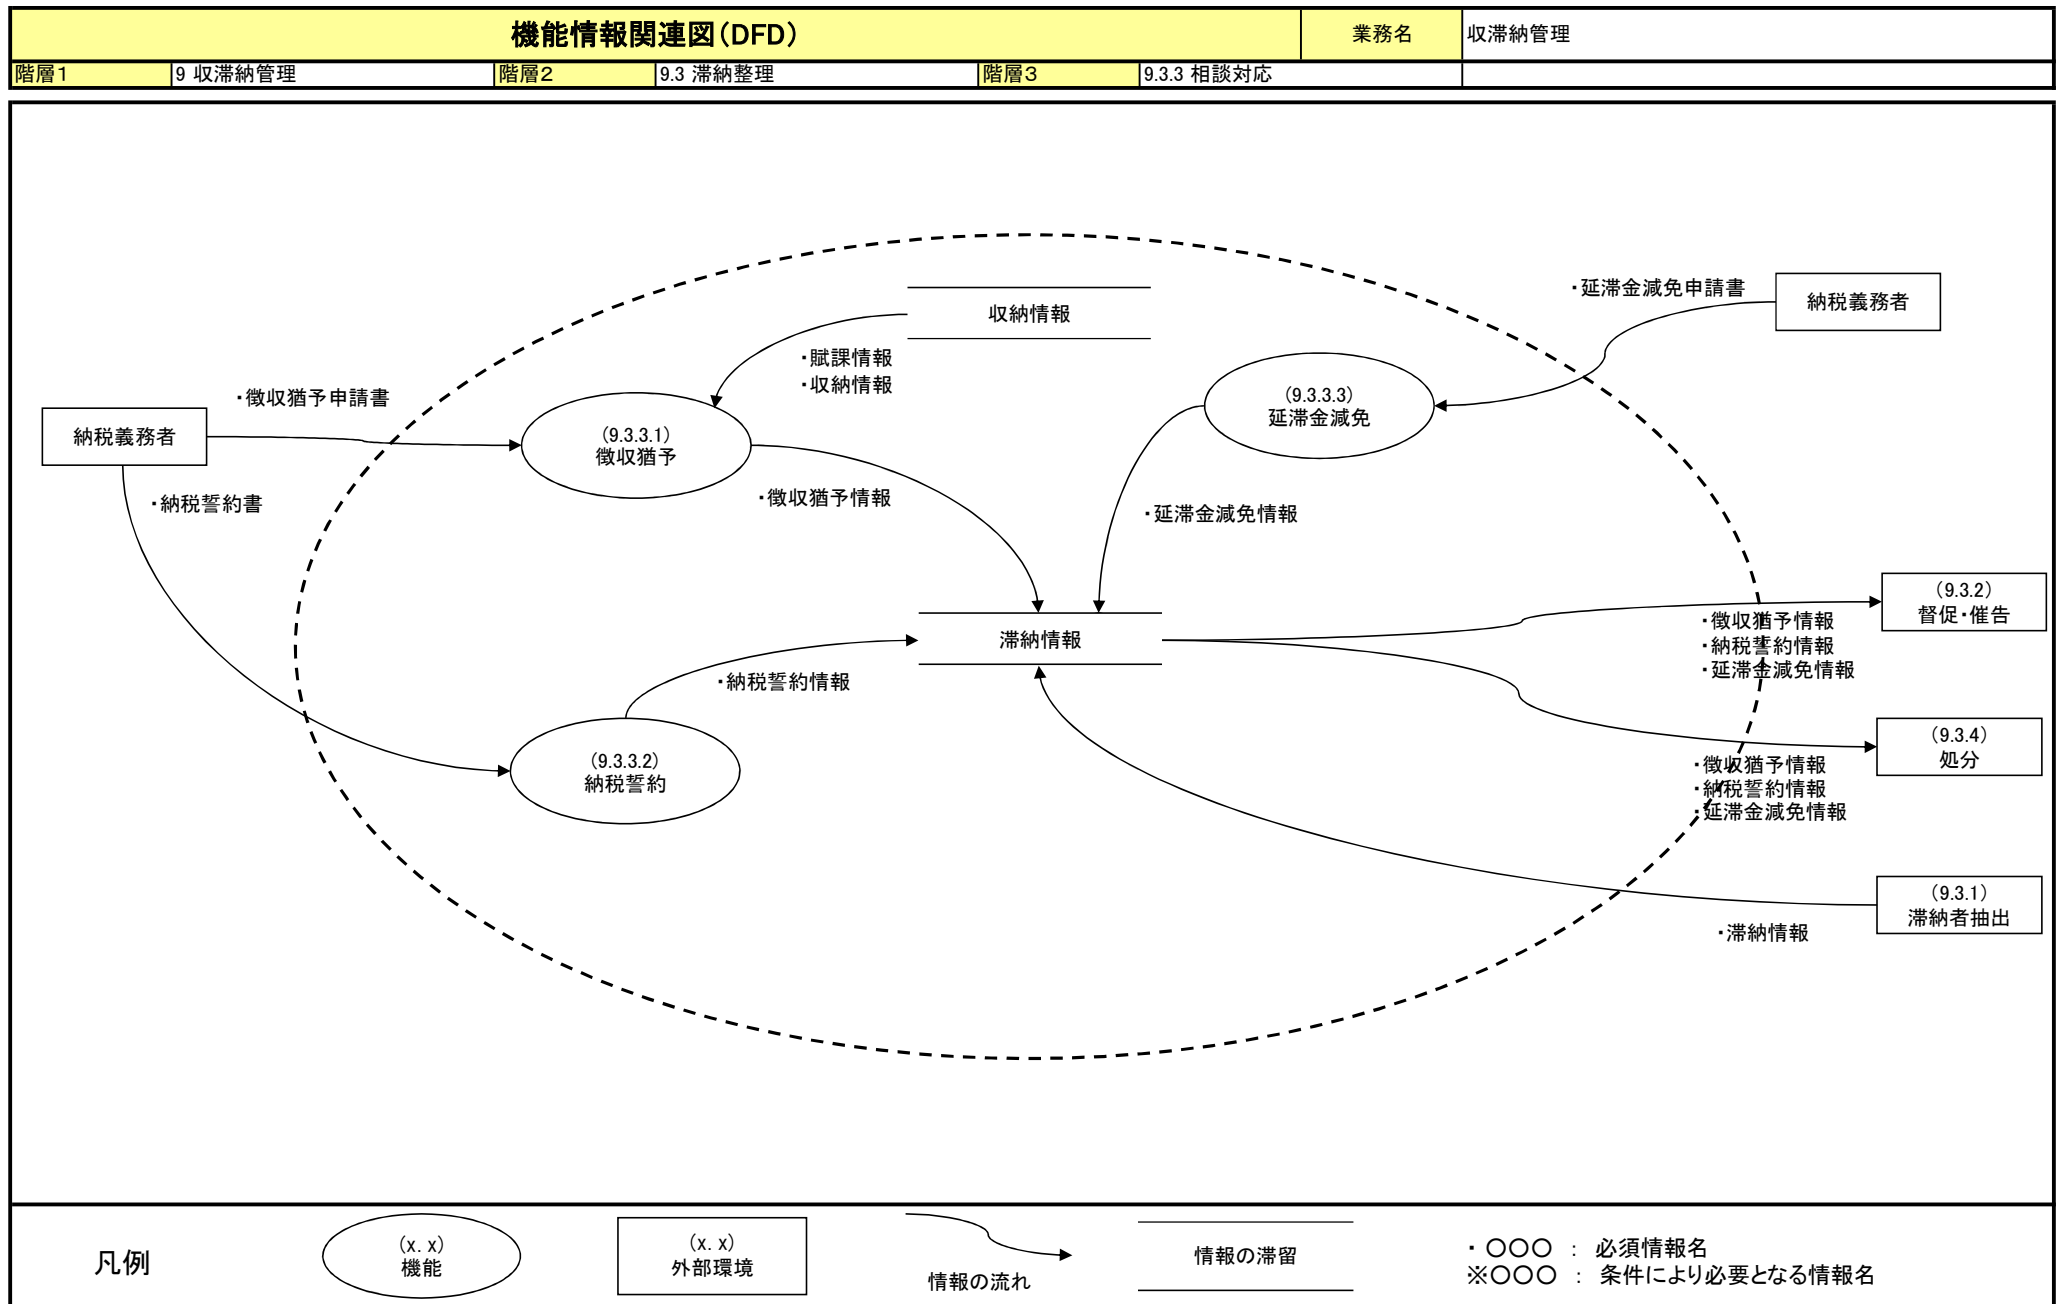 機能情報関連図(DFD)
業務名
収滞納管理
階層1
9 収滞納管理
階層2
9.3 滞納整理
階層3
9.3.3 相談対応
収納情報
・延滞金減免申請書
納税義務者
・賦課情報
・収納情報
・徴収猶予申請書
納税義務者
(9.3.3.1)
徴収猶予
(9.3.3.3)
延滞金減免
・納税誓約書
・徴収猶予情報
・延滞金減免情報
(9.3.2)
督促・催告
・徴収猶予情報
・納税誓約情報
・延滞金減免情報
滞納情報
・納税誓約情報
(9.3.3.2)
納税誓約
(9.3.4)
処分
・徴収猶予情報
・納税誓約情報
・延滞金減免情報
(9.3.1)
滞納者抽出
・滞納情報
凡例
(x. x)
機能
(x. x)
外部環境
情報の流れ
情報の滞留
・ 〇〇〇 : 必須情報名
※〇〇〇 : 条件により必要となる情報名